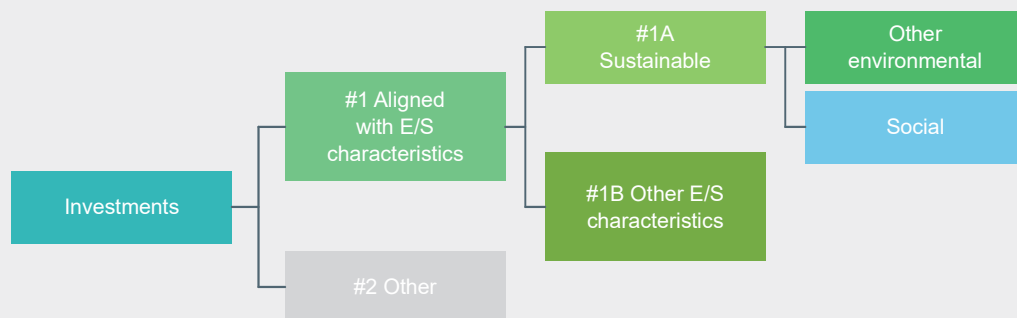 #1A
Sustainable
Other
environmental
#1 Aligned
with E/S
characteristics
Social
Investments
#1B Other E/S
characteristics
#2 Other